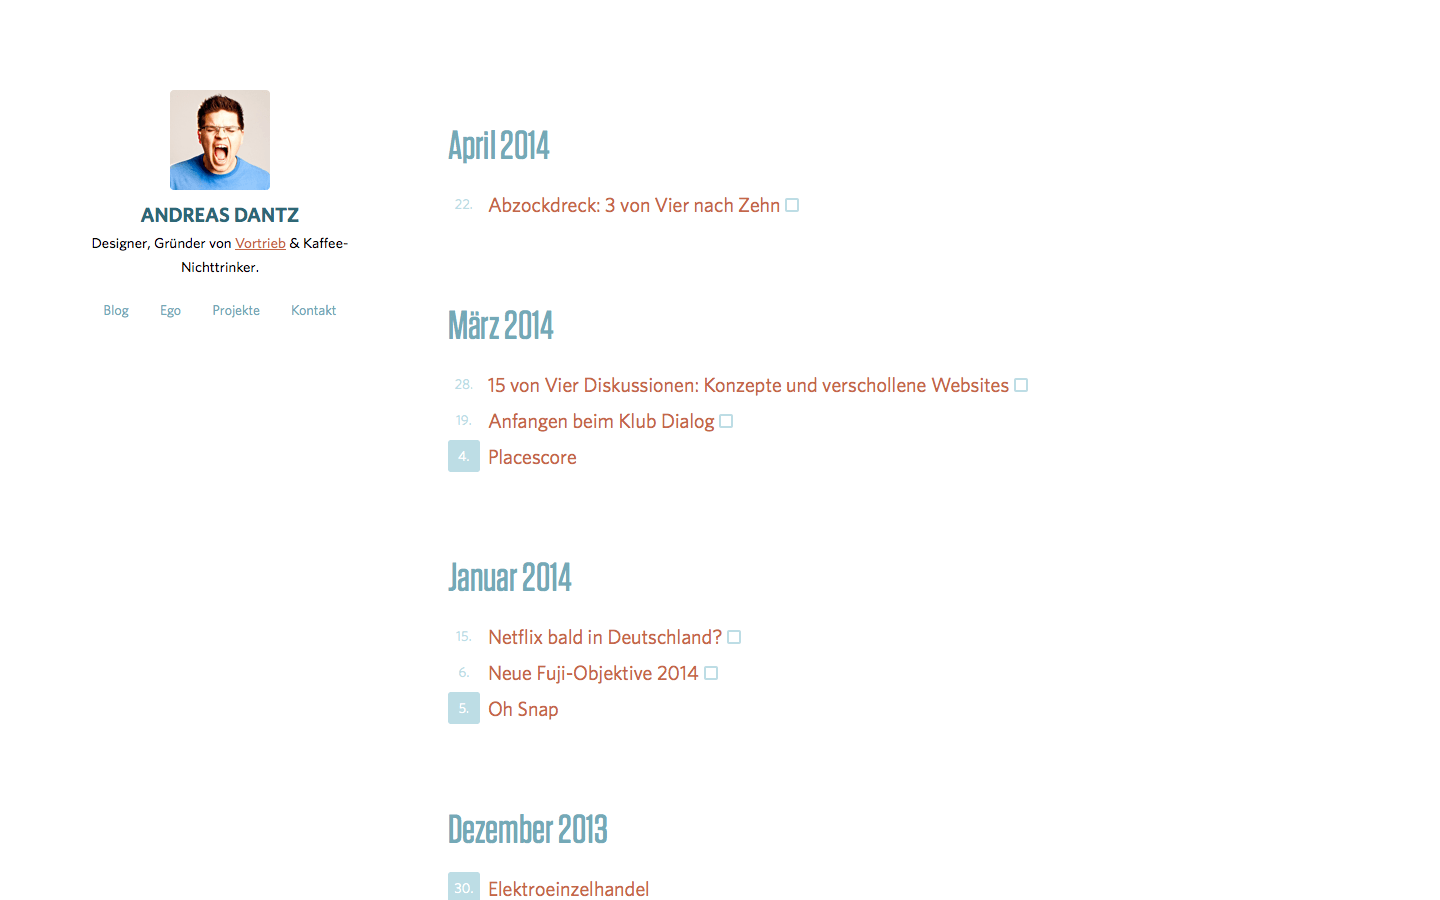 ANDREAS DANTZ
Designer, Gründer von Vortrieb & Kaffee-
Nichttrinker.
Blog Ego Projekte Kontakt
April 2014
22. Abzockdreck: 3 von Vier nach Zehn
März 2014
28. 15 von Vier Diskussionen: Konzepte und verschollene Websites
19. Anfangen beim Klub Dialog
4. Placescore
Januar 2014
15. Netflix bald in Deutschland?
6. Neue Fuji-Objektive 2014
5. Oh Snap
Dezember 2013
30. Elektroeinzelhandel